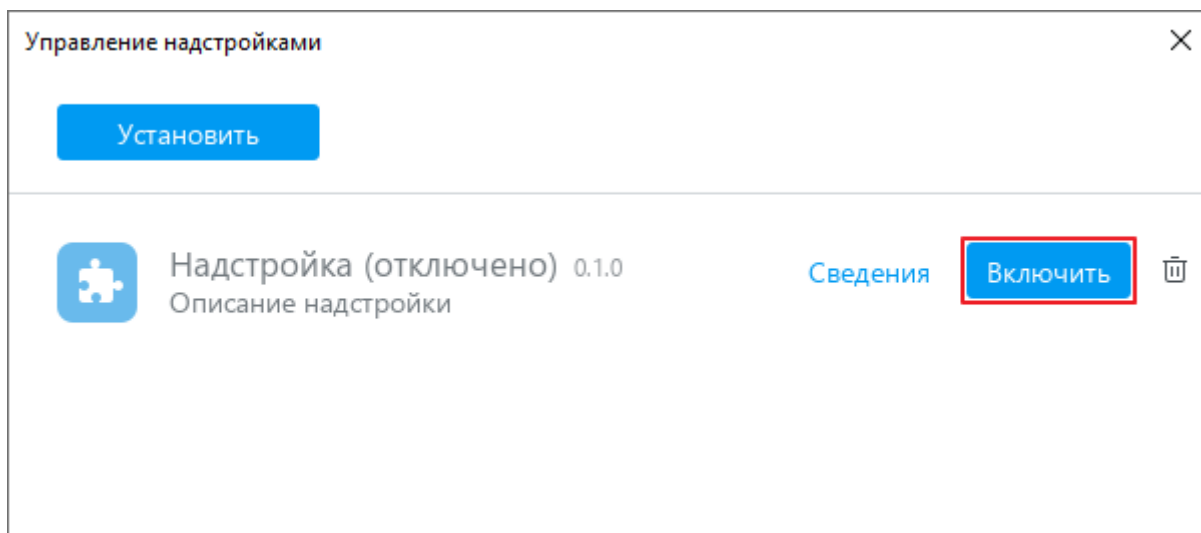 Управление надстройками
Установить
Надстройка (отключено) 0.1.0
Сведения
Включить
Описание надстройки